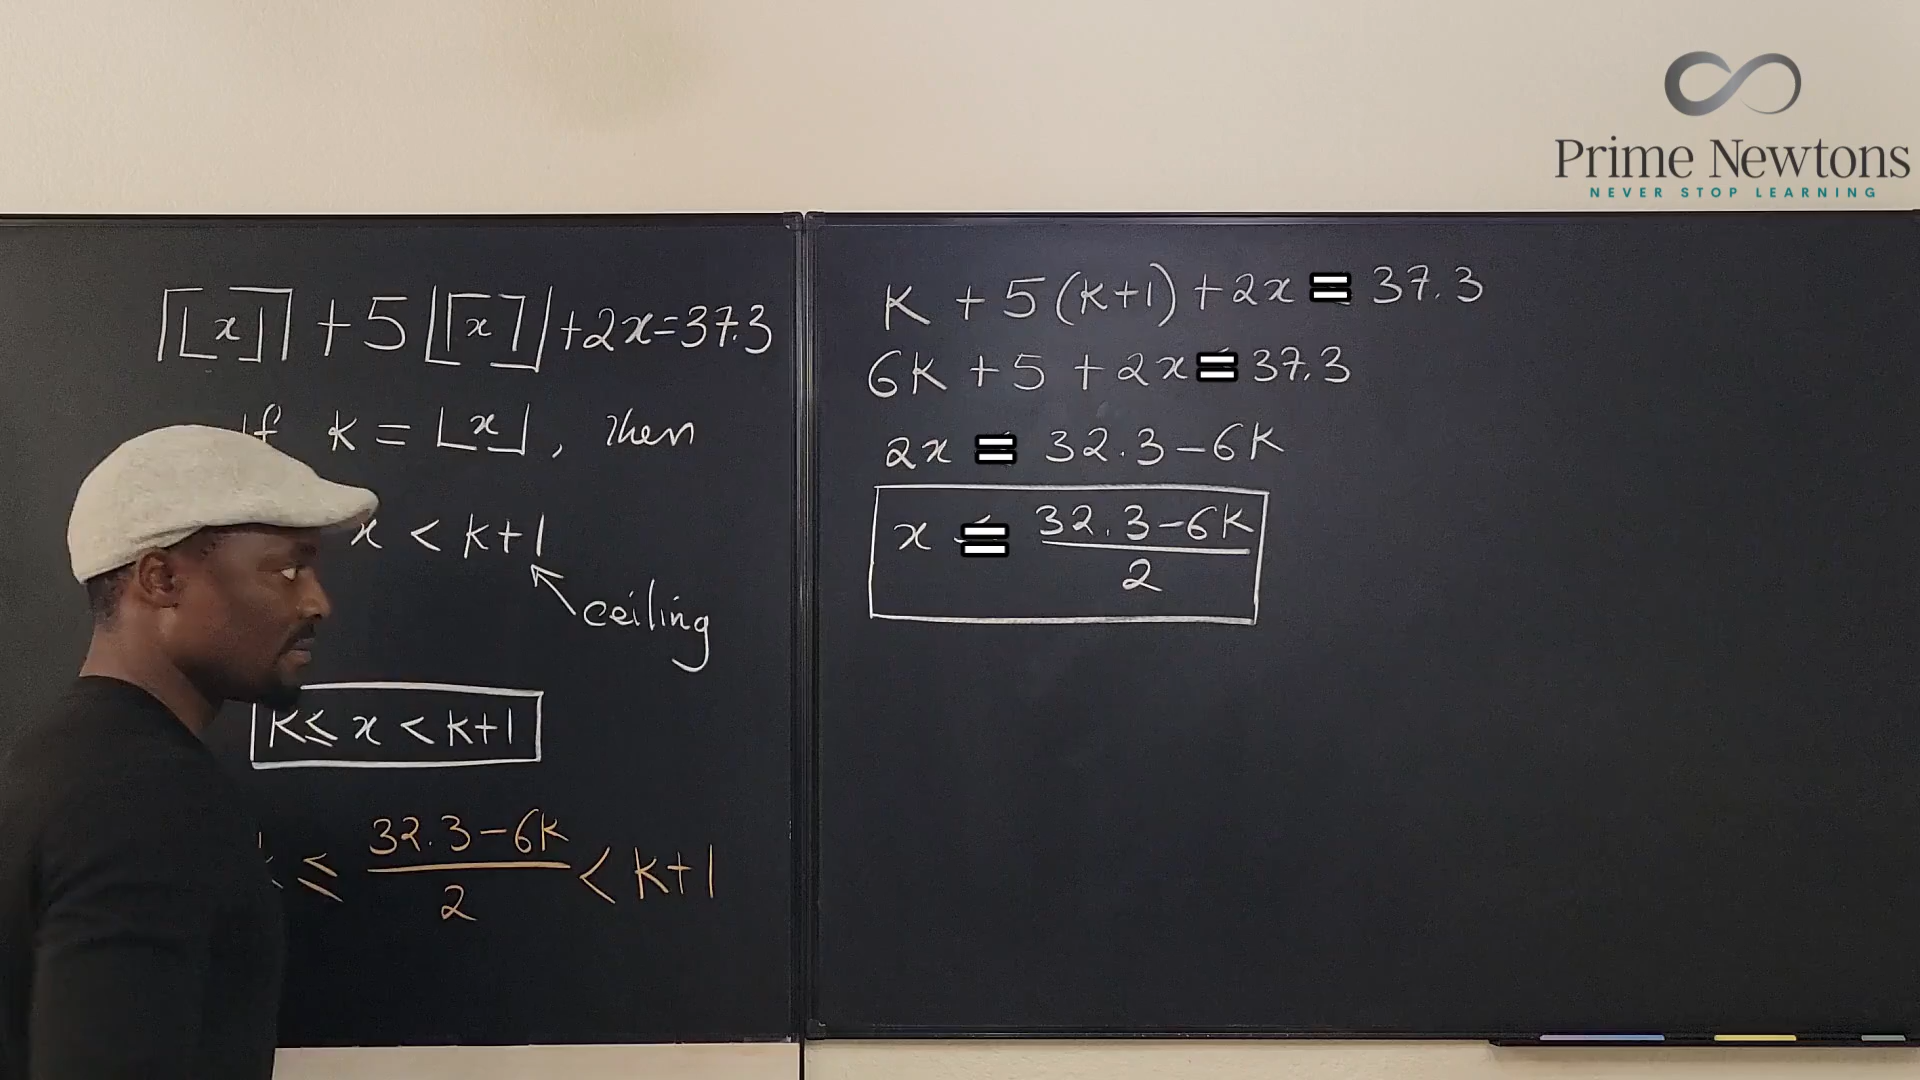 Prime Newtons
NEVER STOP LEARNING
⌈⌊x⌋⌉ + 5⌊⌈x⌉⌋ + 2x = 37.3
If k = ⌊x⌋, then
x < k+1
ceiling
k ≤ x < k+1
≤ (32.3 - 6k)/2 < k+1
k + 5(k+1) + 2x = 37.3
6k + 5 + 2x = 37.3
2x = 32.3 - 6k
x = (32.3 - 6k)/2